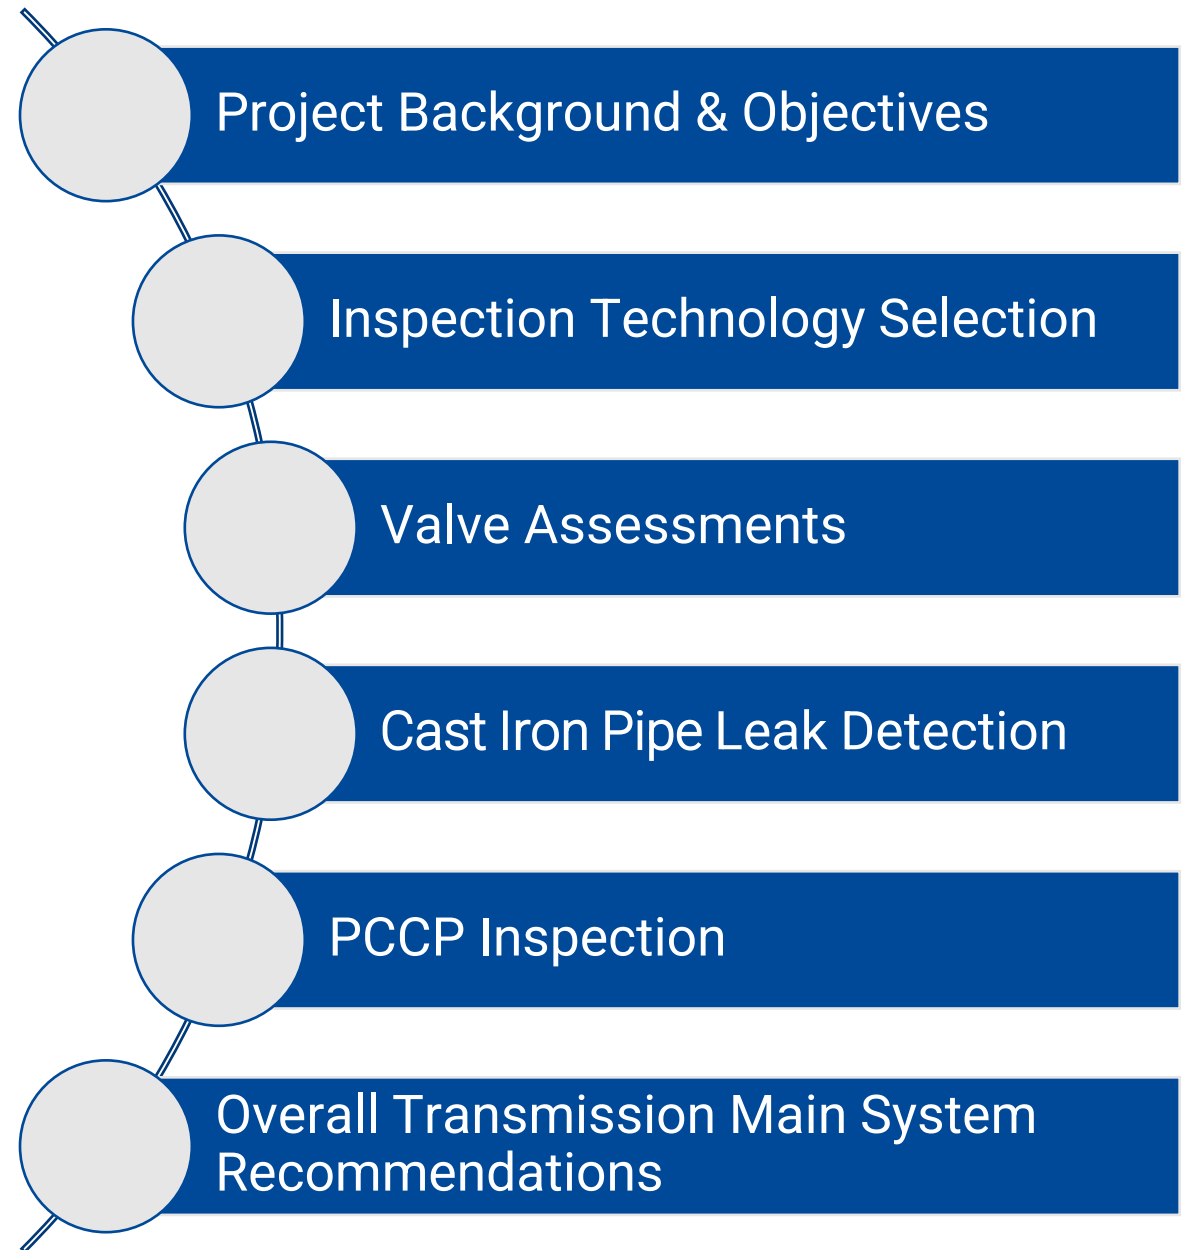 Project Background & Objectives
Inspection Technology Selection
Valve Assessments
Cast Iron Pipe Leak Detection
PCCP Inspection
Overall Transmission Main System
Recommendations